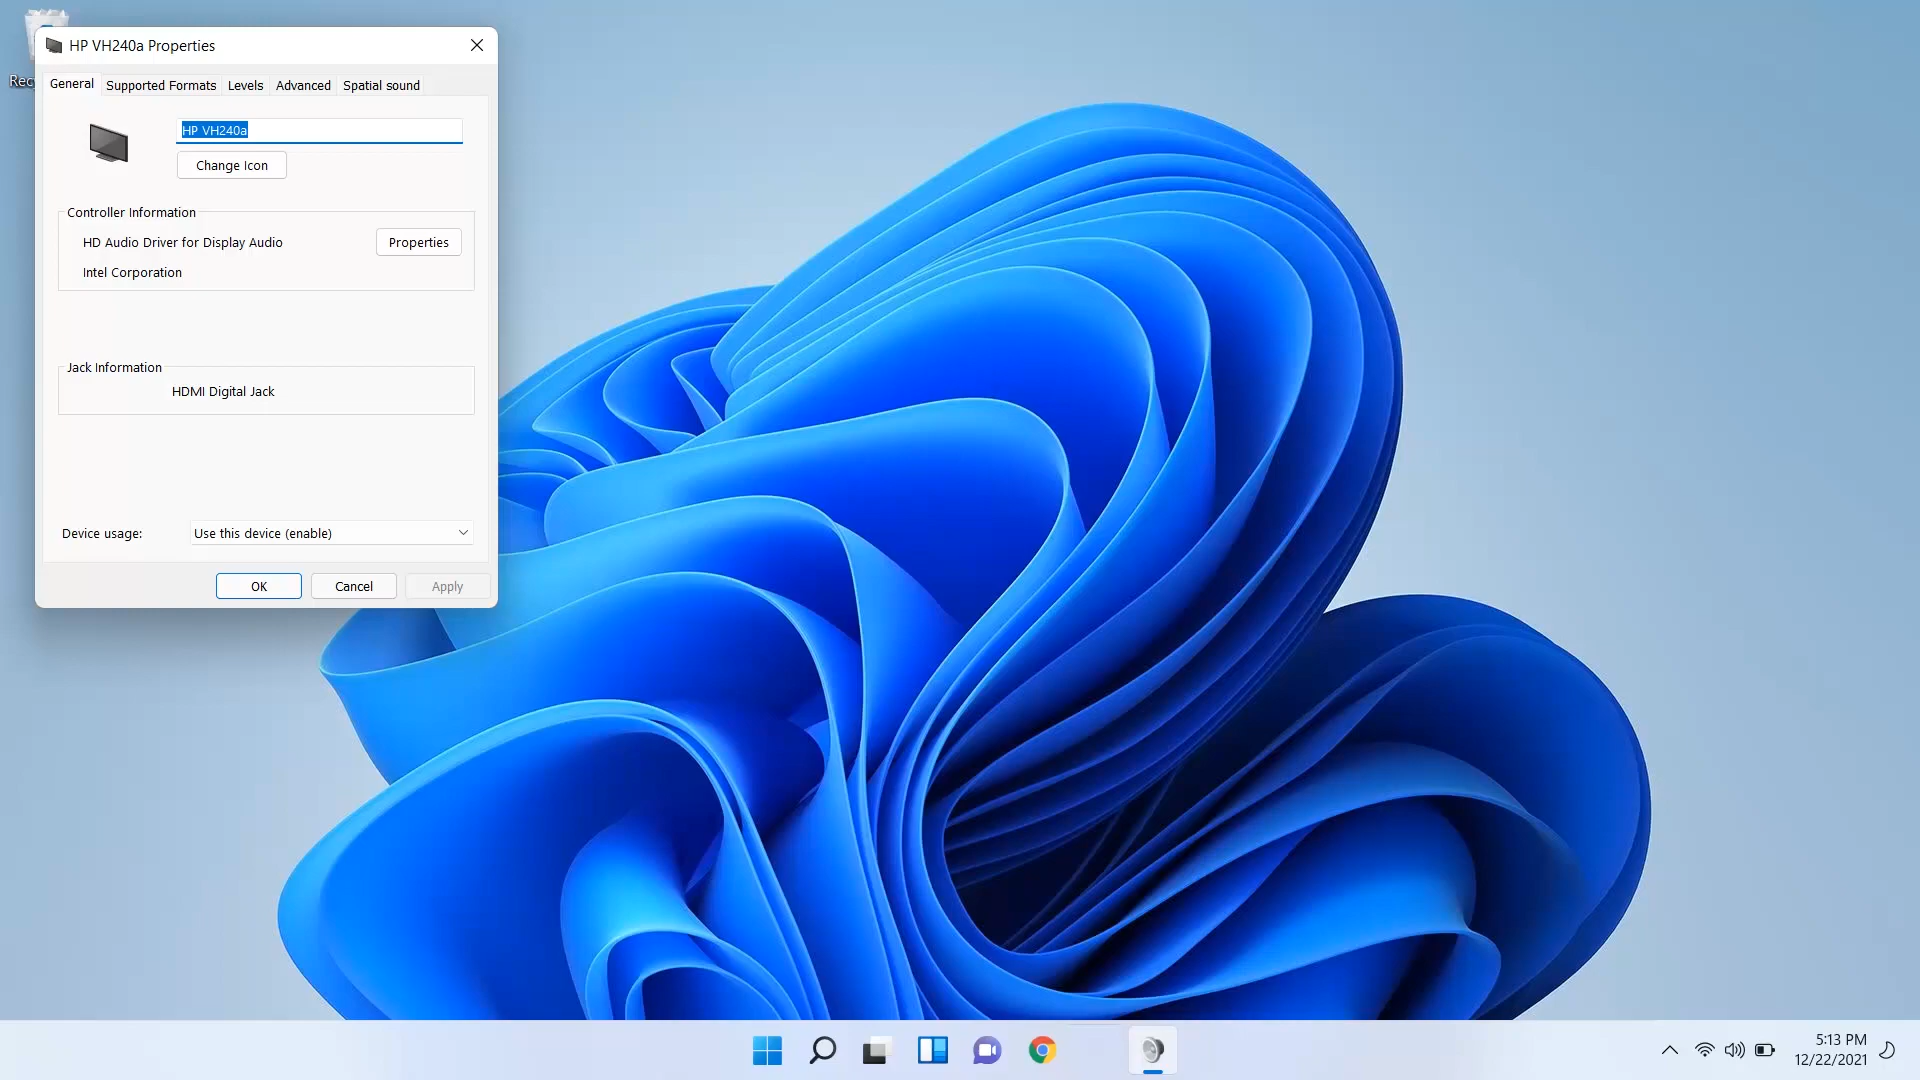 Recy
HP VH240a Properties
General Supported Formats Levels Advanced Spatial sound
HP VH240a
Change Icon
Controller Information
HD Audio Driver for Display Audio Properties
Intel Corporation
Jack Information
HDMI Digital Jack
Device usage: Use this device (enable)
OK Cancel Apply
5:13 PM
12/22/2021